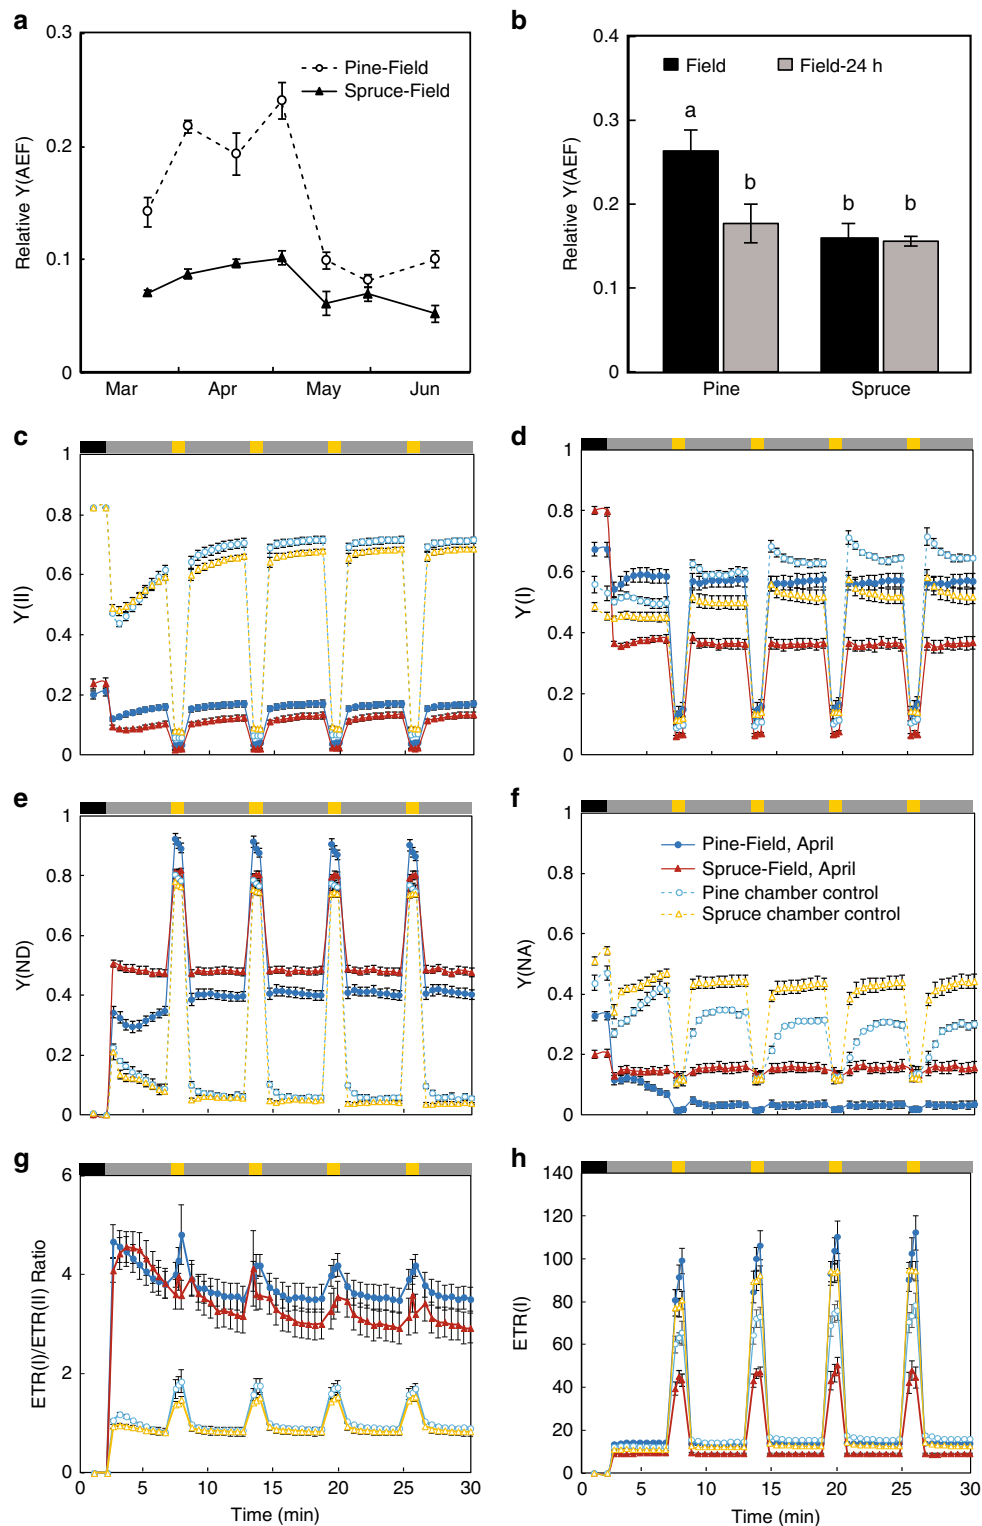 a
0.3
0.2
0.1
0
Relative Y(AEF)
Pine-Field
Spruce-Field
Mar Apr May Jun
b
0.4
0.3
0.2
0.1
0
Relative Y(AEF)
Field Field-24 h
a
b
b
b
Pine Spruce
c
1
0.8
0.6
0.4
0.2
0
Y(II)
d
1
0.8
0.6
0.4
0.2
0
Y(I)
e
1
0.8
0.6
0.4
0.2
0
Y(ND)
f
1
0.8
0.6
0.4
0.2
0
Y(NA)
Pine-Field, April
Spruce-Field, April
Pine chamber control
Spruce chamber control
g
6
4
2
0
ETR(I)/ETR(II) Ratio
0 5 10 15 20 25 30
Time (min)
h
140
120
100
80
60
40
20
0
ETR(I)
0 5 10 15 20 25 30
Time (min)